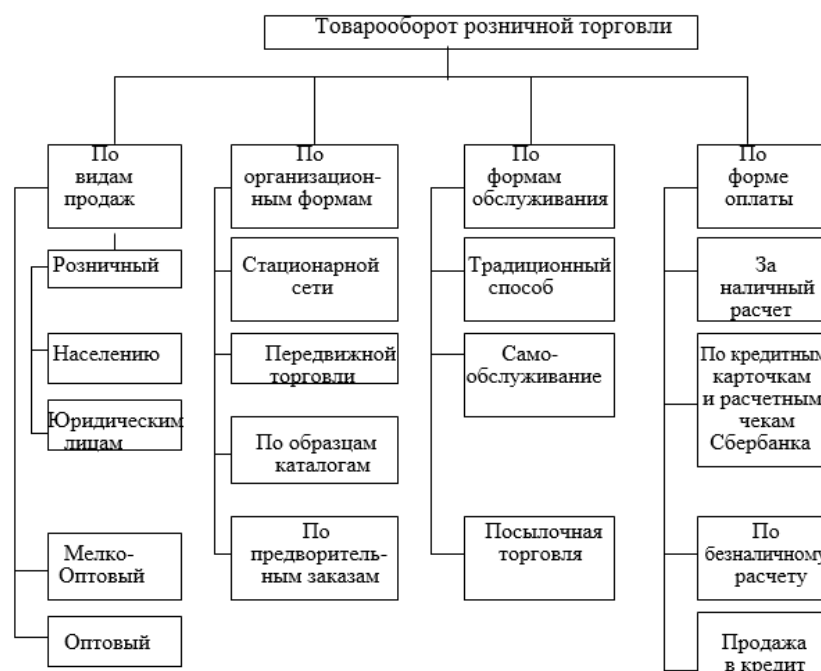 Товарооборот розничной торговли
По
видам
продаж
Розничный
Населению
Юридическим
лицам
Мелко-
Оптовый
Оптовый
По
организацион-
ным формам
Стационарной
сети
Передвижной
торговли
По образцам
каталогам
По
предворитель-
ным заказам
По
формам
обслуживания
Традиционный
способ
Само-
обслуживание
Посылочная
торговля
По
форме
оплаты
За
наличный
расчет
По кредитным
карточкам
и расчетным
чекам
Сбербанка
По
безналичному
расчету
Продажа
в кредит